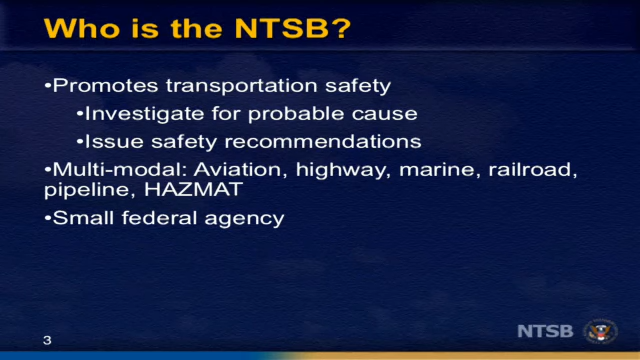 Who is the NTSB?
•Promotes transportation safety
•Investigate for probable cause
•Issue safety recommendations
•Multi-modal: Aviation, highway, marine, railroad,
pipeline, HAZMAT
•Small federal agency
3
NTSB